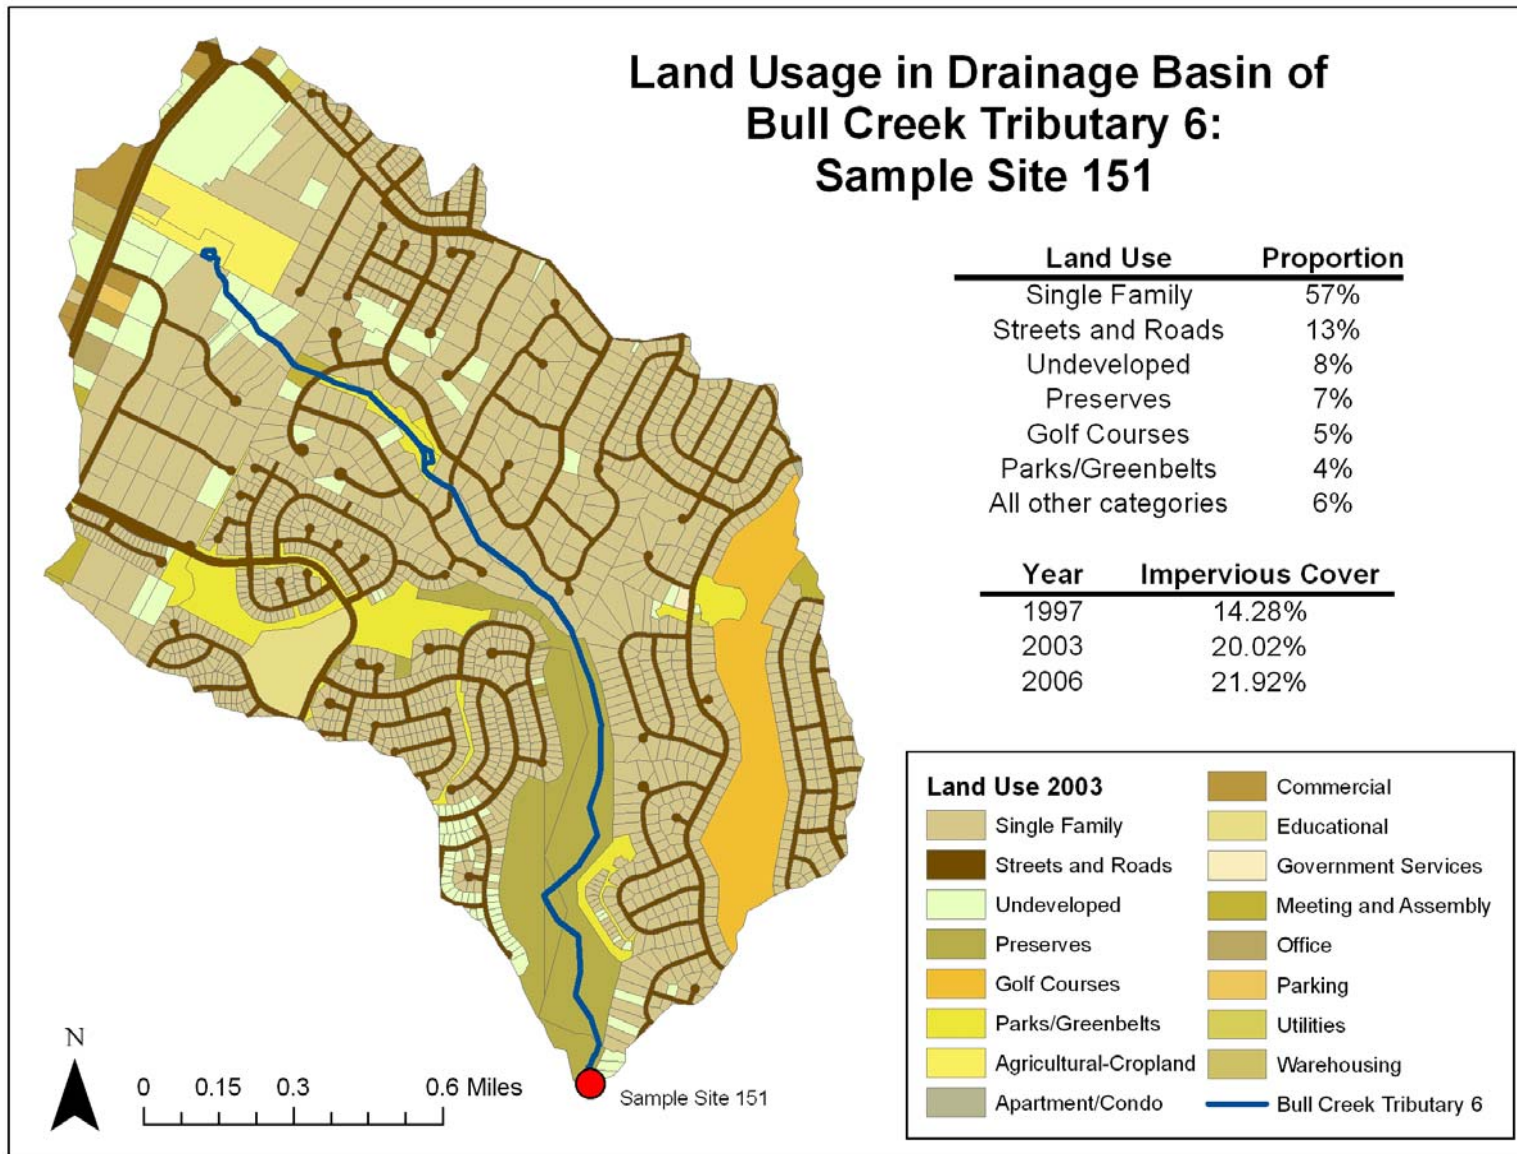 Land Usage in Drainage Basin of
Bull Creek Tributary 6:
Sample Site 151
Land Use Proportion
Single Family 57%
Streets and Roads 13%
Undeveloped 8%
Preserves 7%
Golf Courses 5%
Parks/Greenbelts 4%
All other categories 6%
Year Impervious Cover
1997 14.28%
2003 20.02%
2006 21.92%
Land Use 2003
Single Family
Streets and Roads
Undeveloped
Preserves
Golf Courses
Parks/Greenbelts
Agricultural-Cropland
Apartment/Condo
Commercial
Educational
Government Services
Meeting and Assembly
Office
Parking
Utilities
Warehousing
Bull Creek Tributary 6
N
0 0.15 0.3 0.6 Miles
Sample Site 151